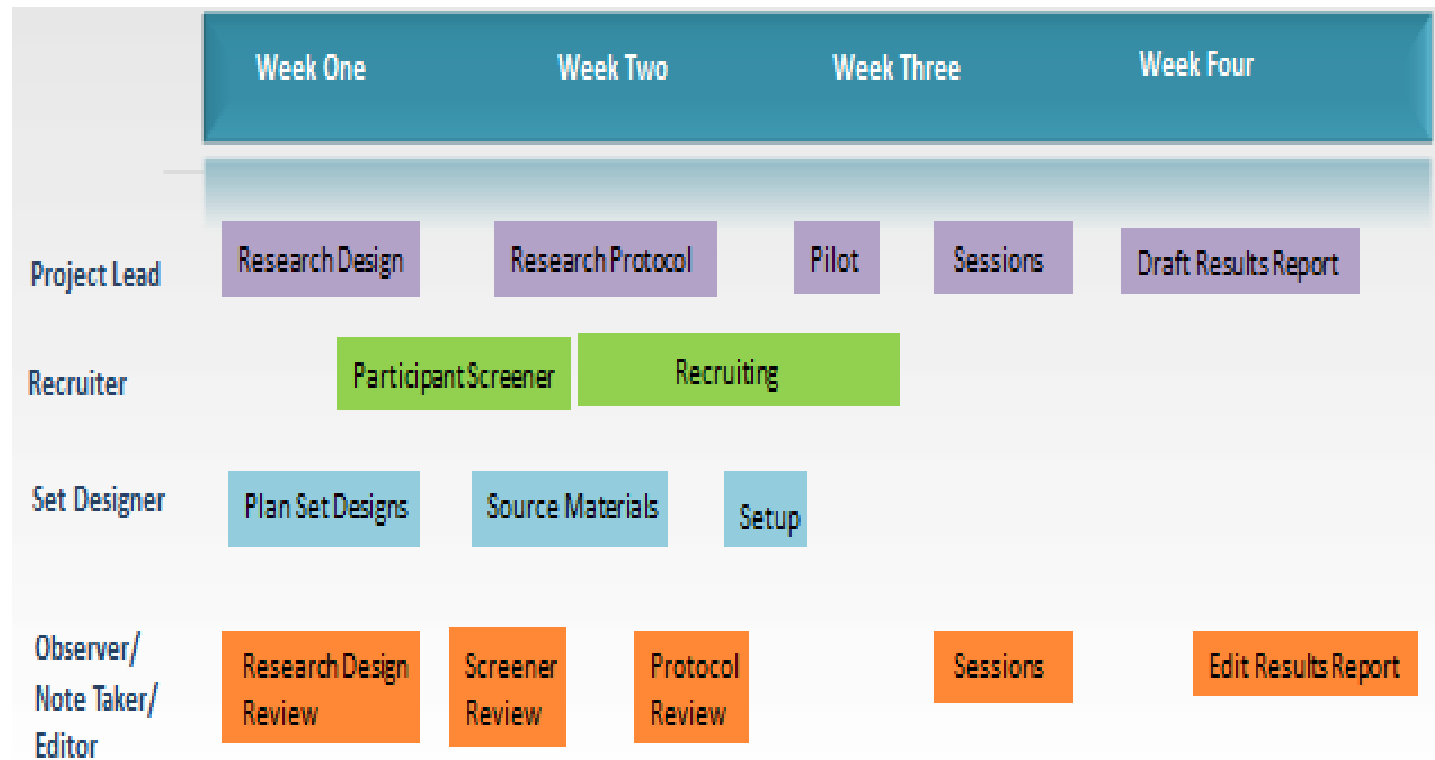 Week One Week Two Week Three Week Four
Project Lead Research Design Research Protocol Pilot Sessions Draft Results Report
Recruiter Participant Screener Recruiting
Set Designer Plan Set Designs Source Materials Setup
Observer/
Note Taker/
Editor
Research Design
Review
Screener
Review
Protocol
Review
Sessions
Edit Results Report